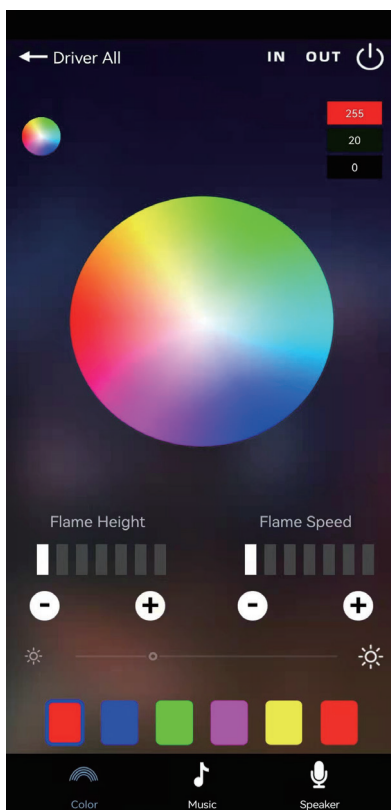 Driver All IN OUT
255
20
0
Flame Height Flame Speed
- + - +
Color Music Speaker